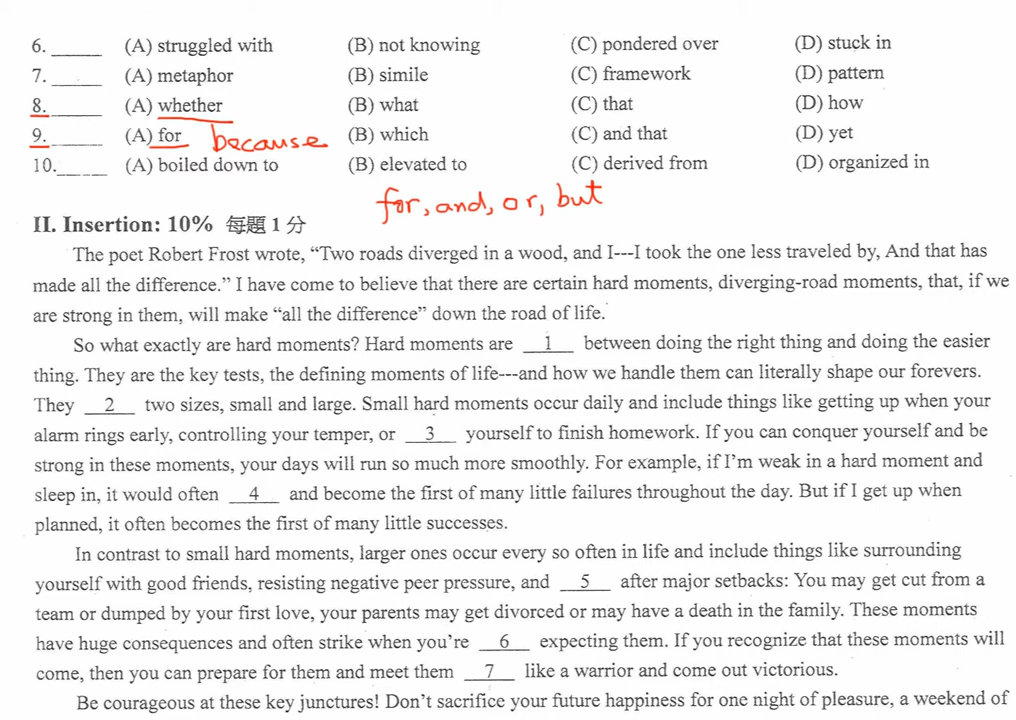 6. _____ (A) struggled with (B) not knowing (C) pondered over (D) stuck in
7. _____ (A) metaphor (B) simile (C) framework (D) pattern
8. _____ (A) whether (B) what (C) that (D) how
9. _____ (A) for because (B) which (C) and that (D) yet
10. _____ (A) boiled down to (B) elevated to (C) derived from (D) organized in
for, and, or, but
II. Insertion: 10% 每題 1 分
The poet Robert Frost wrote, “Two roads diverged in a wood, and I---I took the one less traveled by, And that has
made all the difference.” I have come to believe that there are certain hard moments, diverging-road moments, that, if we
are strong in them, will make “all the difference” down the road of life.
So what exactly are hard moments? Hard moments are __1__ between doing the right thing and doing the easier
thing. They are the key tests, the defining moments of life---and how we handle them can literally shape our forevers.
They __2__ two sizes, small and large. Small hard moments occur daily and include things like getting up when your
alarm rings early, controlling your temper, or __3__ yourself to finish homework. If you can conquer yourself and be
strong in these moments, your days will run so much more smoothly. For example, if I’m weak in a hard moment and
sleep in, it would often __4__ and become the first of many little failures throughout the day. But if I get up when
planned, it often becomes the first of many little successes.
In contrast to small hard moments, larger ones occur every so often in life and include things like surrounding
yourself with good friends, resisting negative peer pressure, and __5__ after major setbacks: You may get cut from a
team or dumped by your first love, your parents may get divorced or may have a death in the family. These moments
have huge consequences and often strike when you’re __6__ expecting them. If you recognize that these moments will
come, then you can prepare for them and meet them __7__ like a warrior and come out victorious.
Be courageous at these key junctures! Don’t sacrifice your future happiness for one night of pleasure, a weekend of